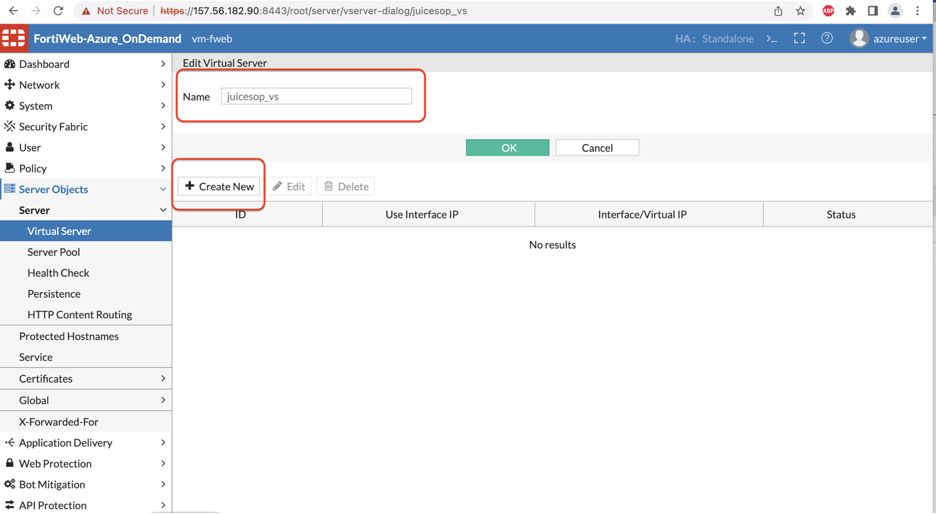 Not Secure | https://157.56.182.90:8443/root/server/vserver-dialog/juicesop_vs
ABP
FortiWeb-Azure_OnDemand vm-fweb HA: Standalone >_ azureuser
Dashboard
Network
System
Security Fabric
User
Policy
Server Objects
Server
Virtual Server
Server Pool
Health Check
Persistence
HTTP Content Routing
Protected Hostnames
Service
Certificates
Global
X-Forwarded-For
Application Delivery
Web Protection
Bot Mitigation
API Protection
Edit Virtual Server
Name juicesop_vs
OK Cancel
+ Create New Edit Delete
ID Use Interface IP Interface/Virtual IP Status
No results